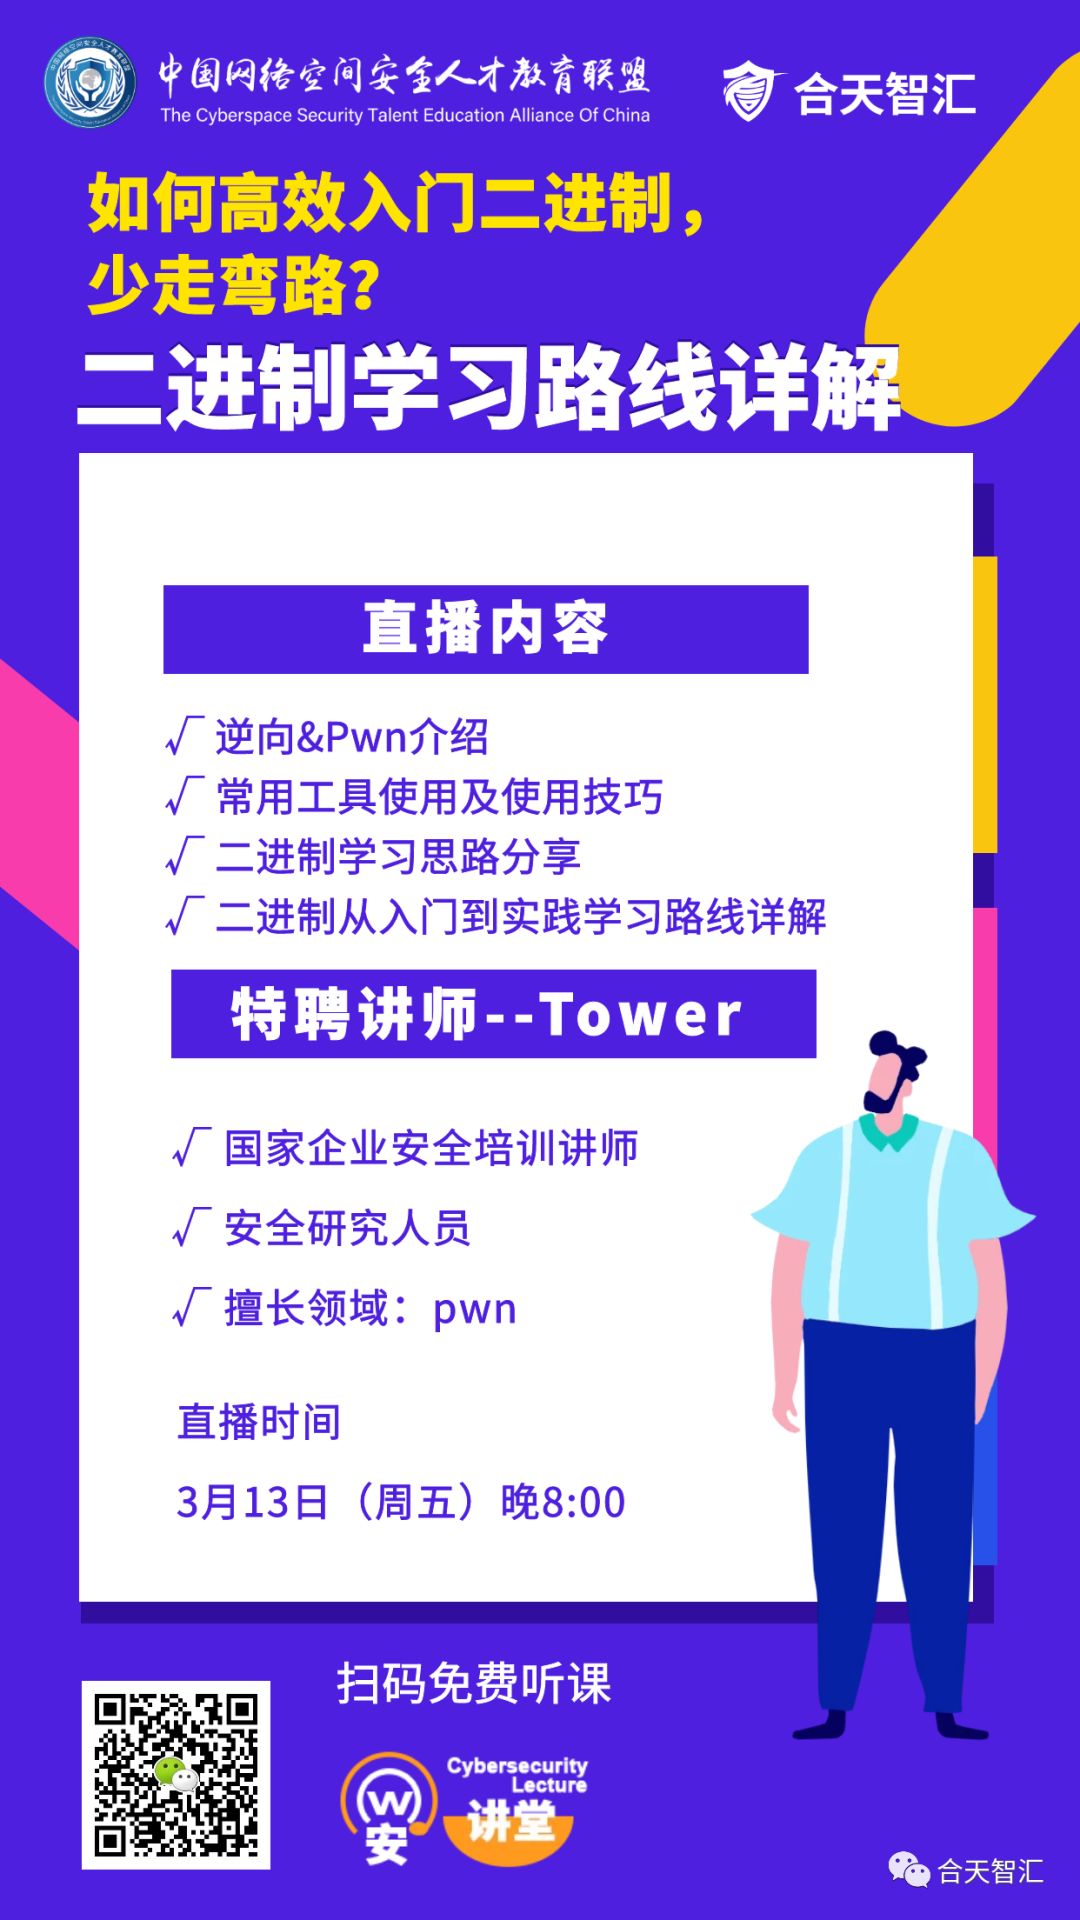 中国网络空间安全人才教育联盟
The Cyberspace Security Talent Education Alliance Of China
合天智汇
如何高效入门二进制，
少走弯路？
二进制学习路线详解
直播内容
√ 逆向&Pwn介绍
√ 常用工具使用及使用技巧
√ 二进制学习思路分享
√ 二进制从入门到实践学习路线详解
特聘讲师--Tower
√ 国家企业安全培训讲师
√ 安全研究人员
√ 擅长领域：pwn
直播时间
3月13日（周五）晚8:00
扫码免费听课
Cybersecurity
Lecture
W安
讲堂
合天智汇